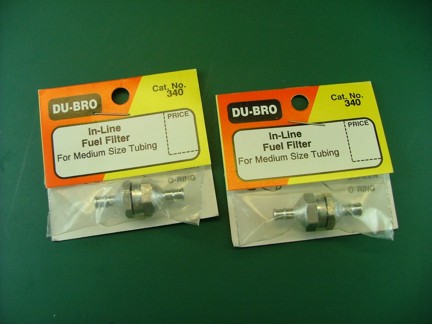 DU-BRO
Cat. No.
340
PRICE
In-Line
Fuel Filter
For Medium Size Tubing
O-RING
DU-BRO
Cat. No.
340
PRICE
In-Line
Fuel Filter
For Medium Size Tubing
O-RING